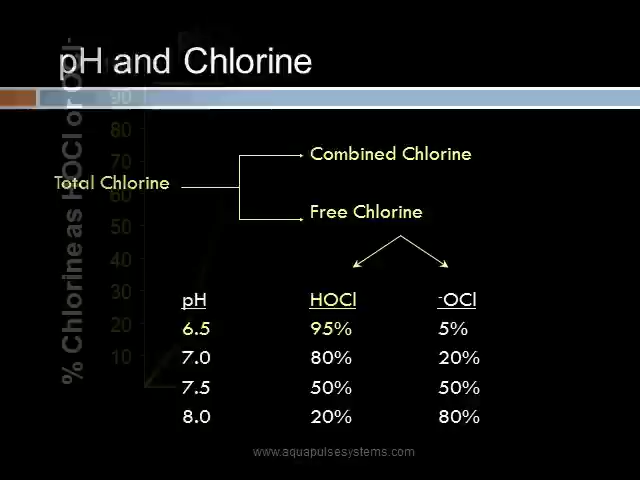 pH and Chlorine
% Chlorine as HOCl or OCl-
90
80
70
60
50
40
30
20
10
Combined Chlorine
Total Chlorine
Free Chlorine
pH HOCl -OCl
6.5 95% 5%
7.0 80% 20%
7.5 50% 50%
8.0 20% 80%
www.aquapulsesystems.com